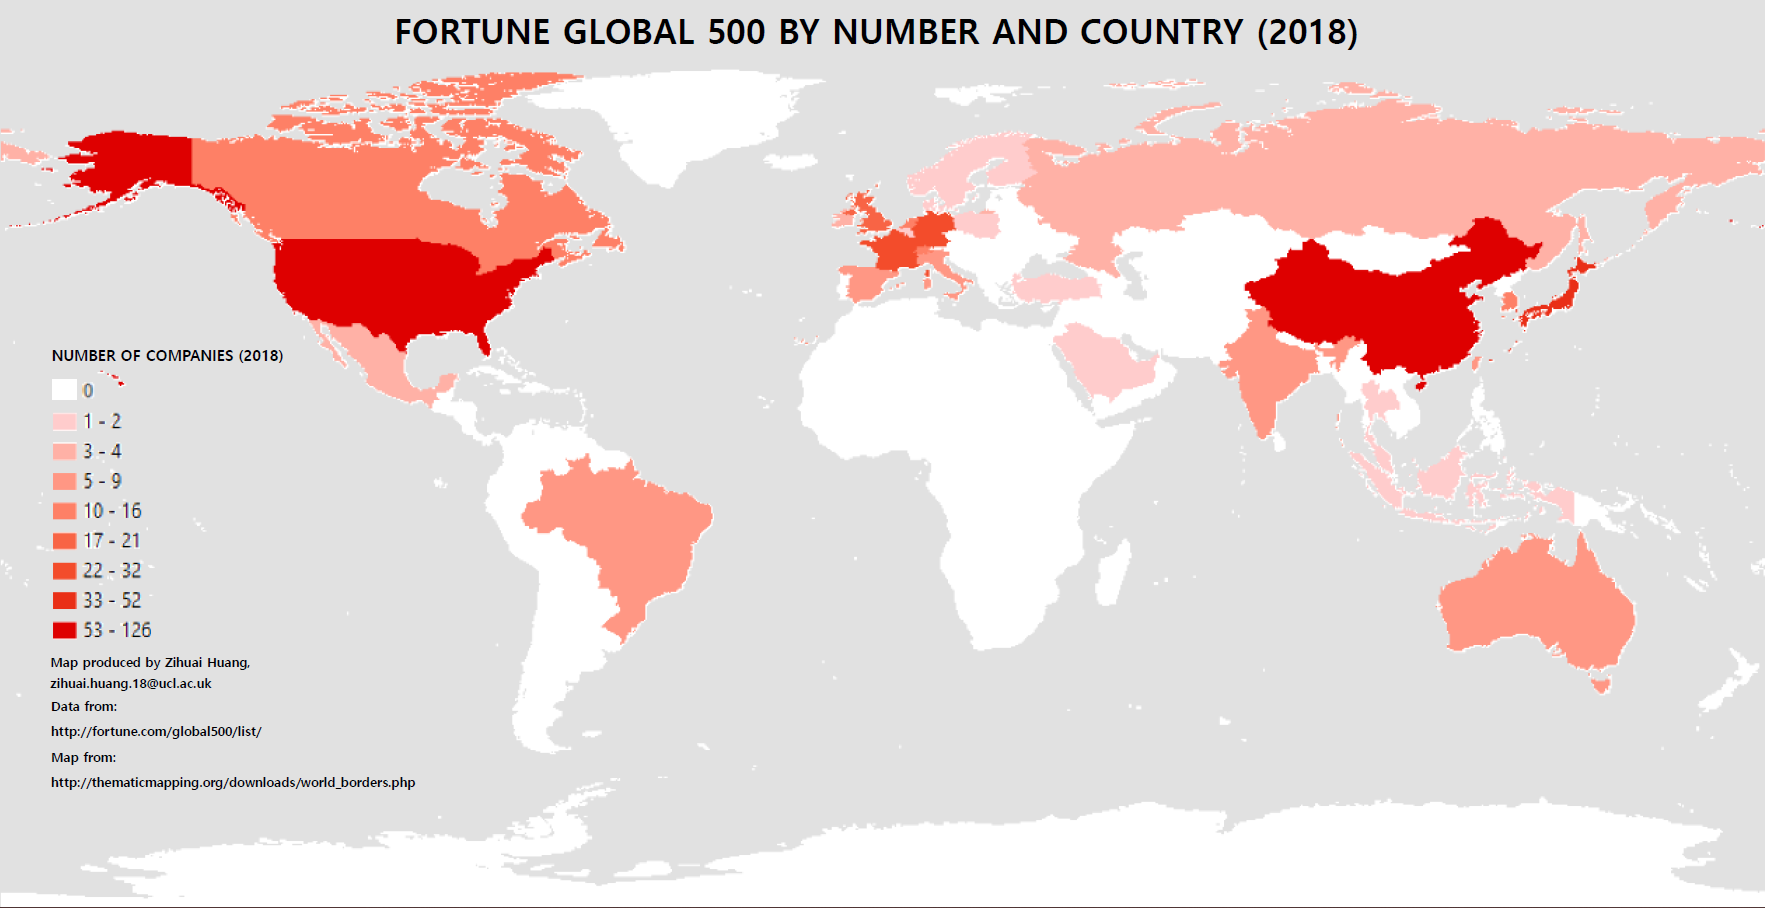 FORTUNE GLOBAL 500 BY NUMBER AND COUNTRY (2018)
NUMBER OF COMPANIES (2018)
0
1 - 2
3 - 4
5 - 9
10 - 16
17 - 21
22 - 32
33 - 52
53 - 126
Map produced by Zihuai Huang,
zihuai.huang.18@ucl.ac.uk
Data from:
http://fortune.com/global500/list/
Map from:
http://thematicmapping.org/downloads/world_borders.php